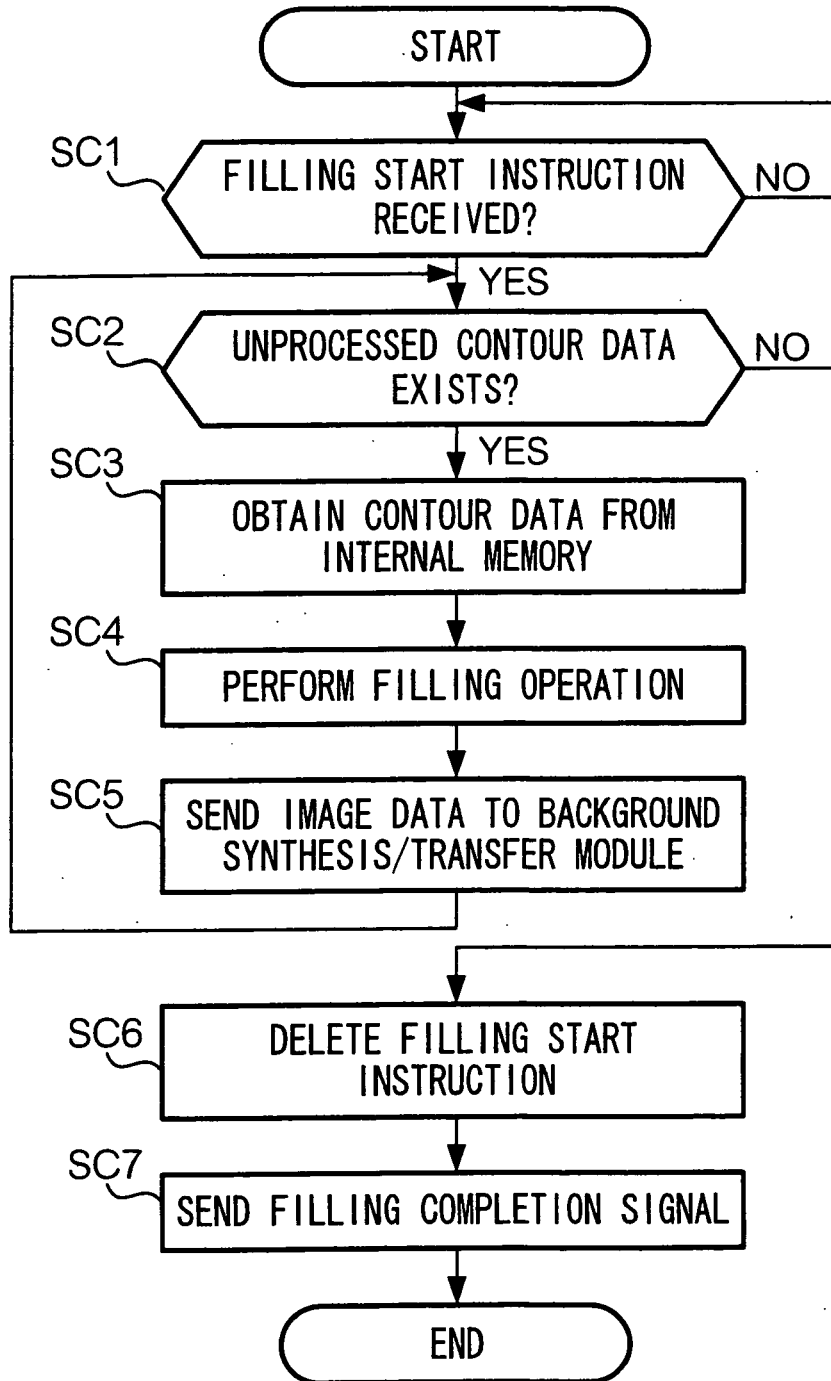 START
SC1
FILLING START INSTRUCTION
RECEIVED?
NO
YES
SC2
UNPROCESSED CONTOUR DATA
EXISTS?
NO
YES
SC3
OBTAIN CONTOUR DATA FROM
INTERNAL MEMORY
SC4
PERFORM FILLING OPERATION
SC5
SEND IMAGE DATA TO BACKGROUND
SYNTHESIS/TRANSFER MODULE
SC6
DELETE FILLING START
INSTRUCTION
SC7
SEND FILLING COMPLETION SIGNAL
END